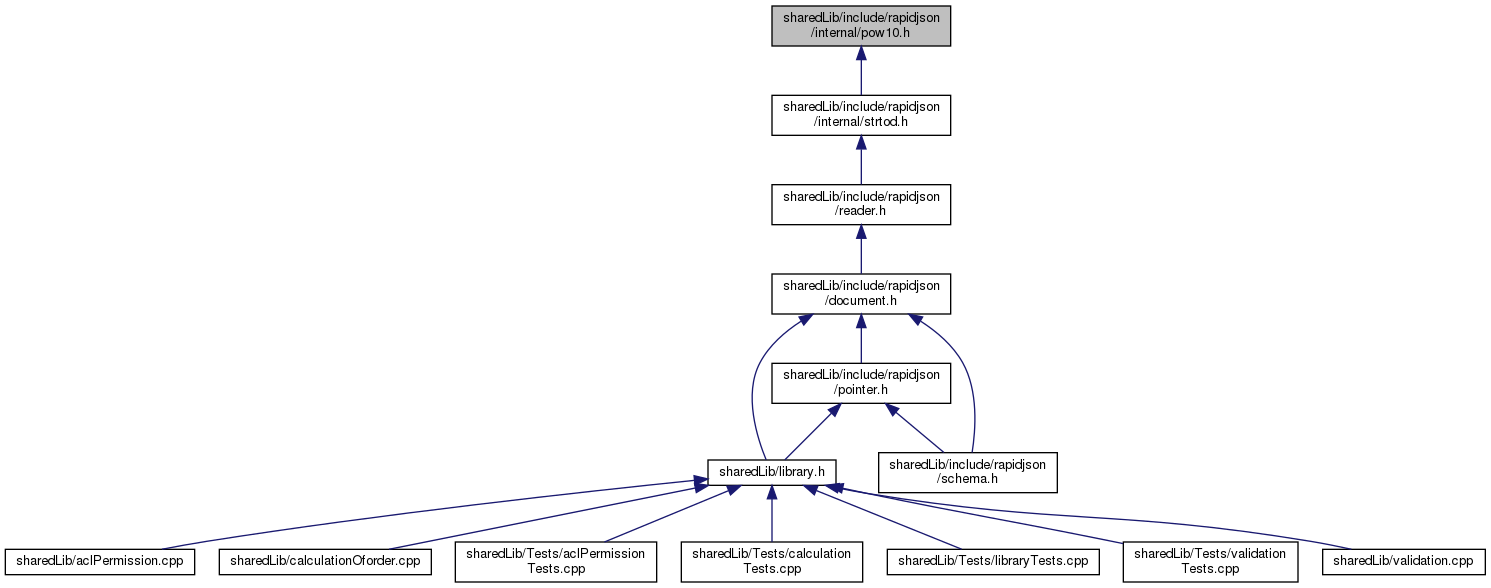 sharedLib/include/rapidjson
/internal/pow10.h
sharedLib/include/rapidjson
/internal/strtod.h
sharedLib/include/rapidjson
/reader.h
sharedLib/include/rapidjson
/document.h
sharedLib/include/rapidjson
/pointer.h
sharedLib/library.h
sharedLib/include/rapidjson
/schema.h
sharedLib/aclPermission.cpp
sharedLib/calculationOforder.cpp
sharedLib/Tests/aclPermission
Tests.cpp
sharedLib/Tests/calculation
Tests.cpp
sharedLib/Tests/libraryTests.cpp
sharedLib/Tests/validation
Tests.cpp
sharedLib/validation.cpp